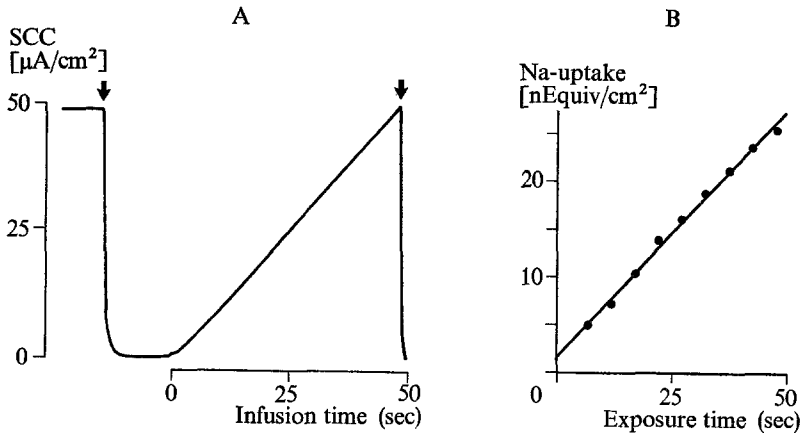 A
SCC
[µA/cm²]
50
25
0
0 25 50
Infusion time (sec)
B
Na-uptake
[nEquiv/cm²]
20
10
0 25 50
Exposure time (sec)